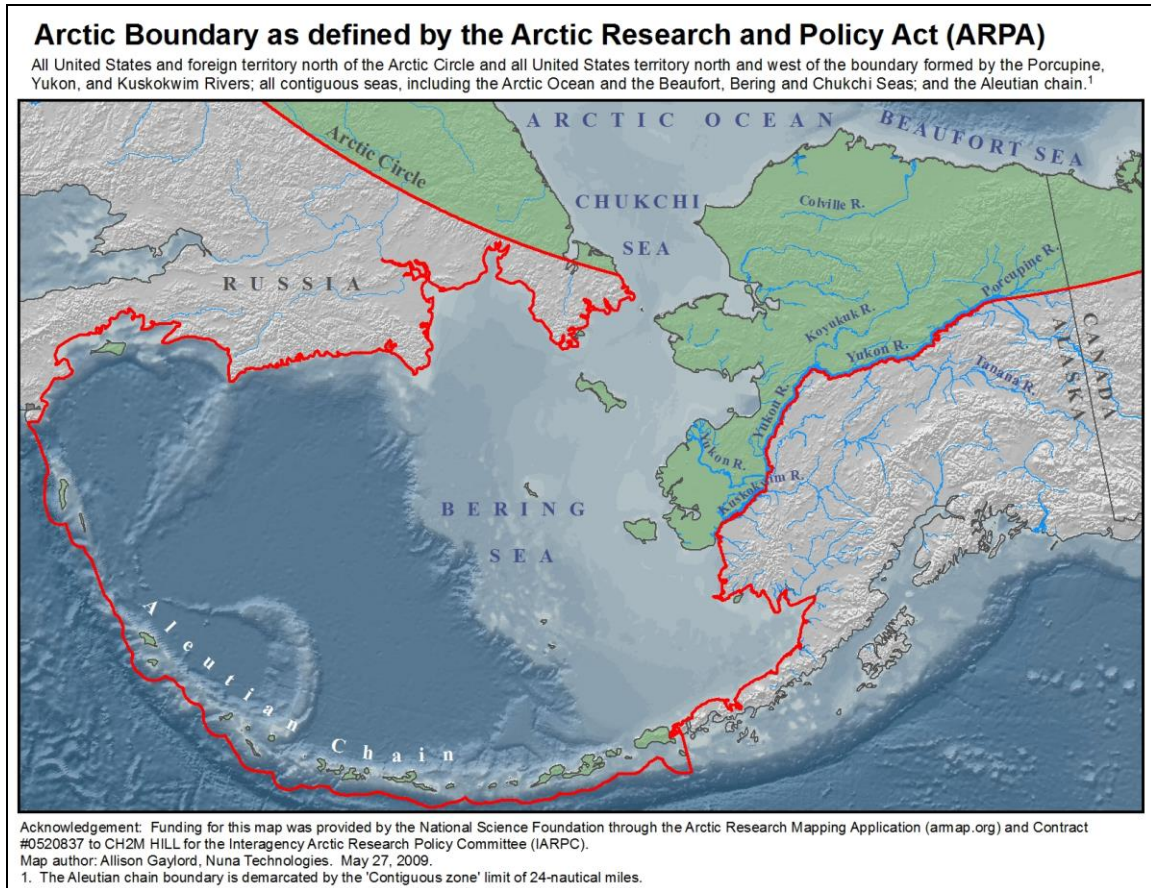 Arctic Boundary as defined by the Arctic Research and Policy Act (ARPA)
All United States and foreign territory north of the Arctic Circle and all United States territory north and west of the boundary formed by the Porcupine,
Yukon, and Kuskokwim Rivers; all contiguous seas, including the Arctic Ocean and the Beaufort, Bering and Chukchi Seas; and the Aleutian chain.¹
ARCTIC OCEAN
BEAUFORT SEA
Arctic Circle
CHUKCHI
SEA
Colville R.
RUSSIA
Porcupine R.
Koyukuk R.
Yukon R.
CANADA
ALASKA
Tanana R.
Yukon R.
Yukon R.
Kuskokwim R.
BERING
SEA
Aleutian
Chain
Acknowledgement: Funding for this map was provided by the National Science Foundation through the Arctic Research Mapping Application (armap.org) and Contract
#0520837 to CH2M HILL for the Interagency Arctic Research Policy Committee (IARPC).
Map author: Allison Gaylord, Nuna Technologies. May 27, 2009.
1. The Aleutian chain boundary is demarcated by the 'Contiguous zone' limit of 24-nautical miles.